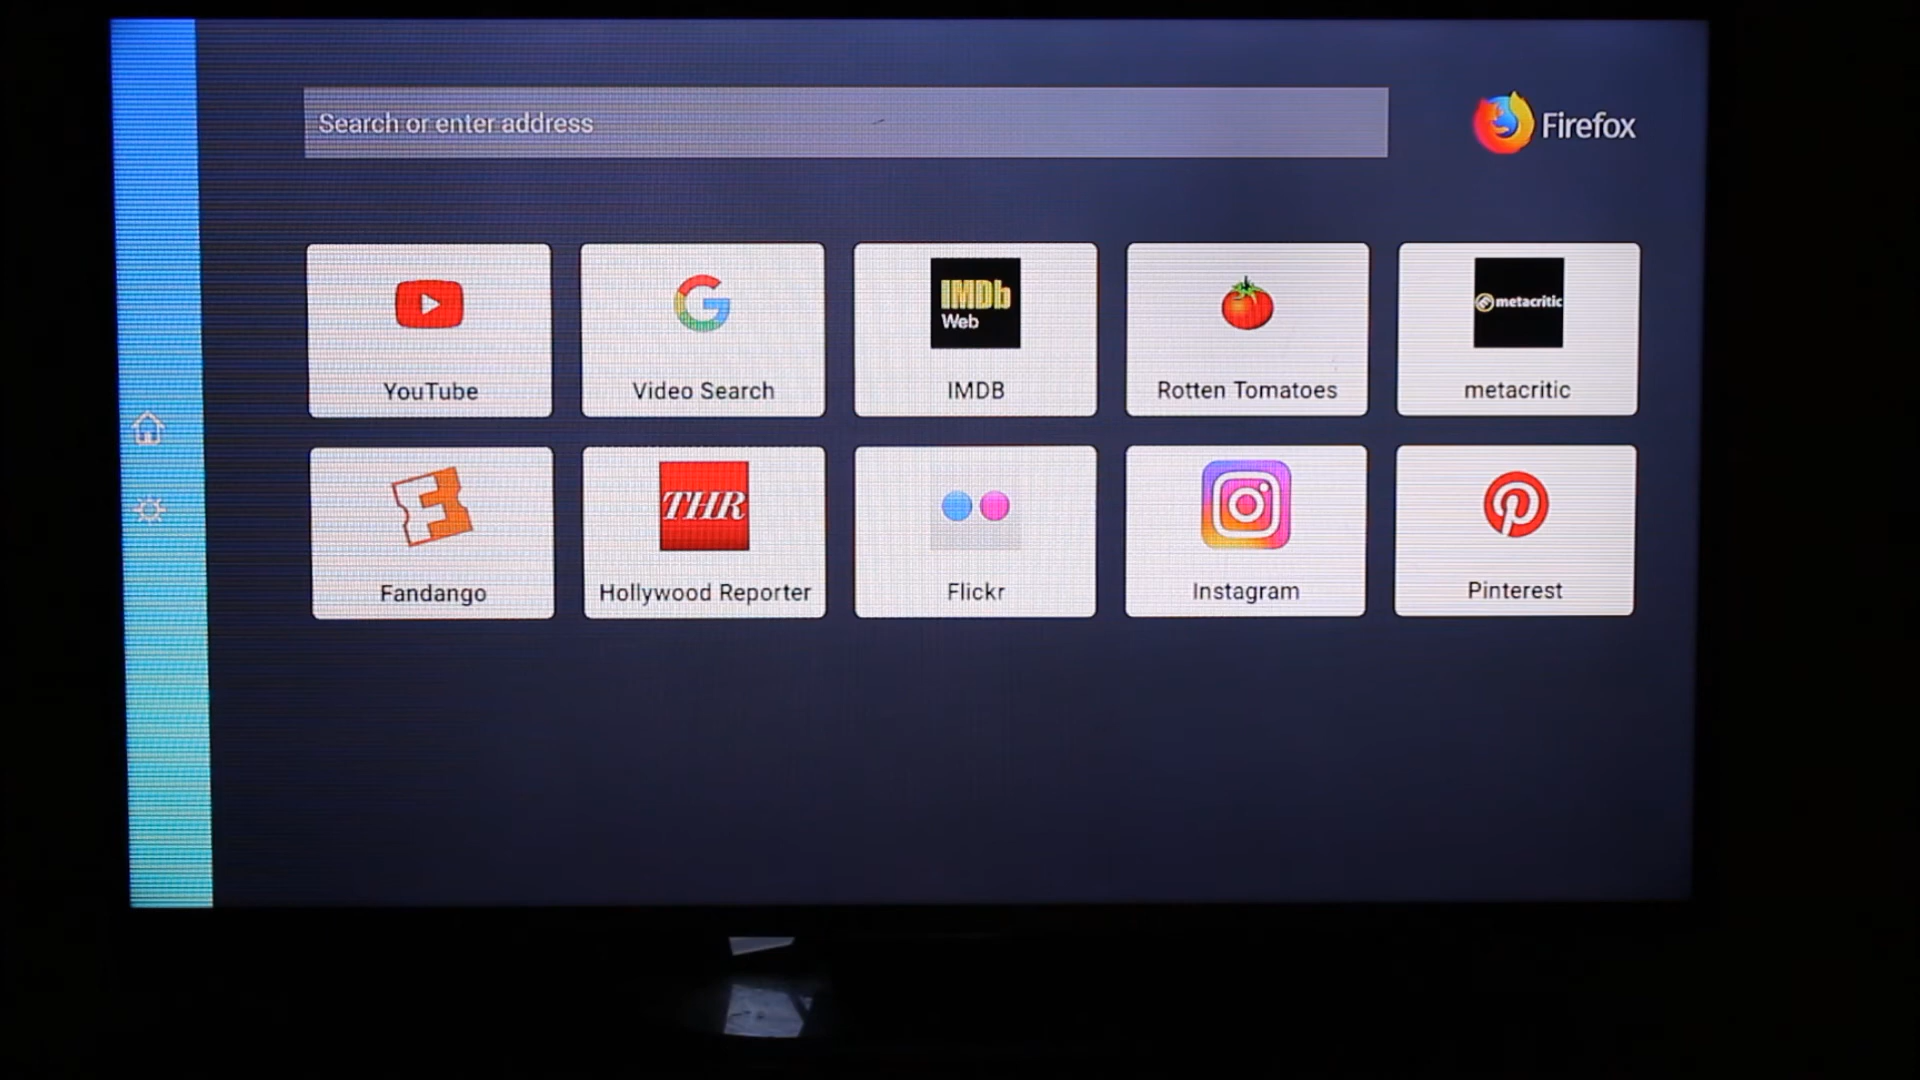 Search or enter address
Firefox
YouTube
Video Search
IMDb
Web
IMDB
Rotten Tomatoes
metacritic
metacritic
Fandango
THR
Hollywood Reporter
Flickr
Instagram
Pinterest